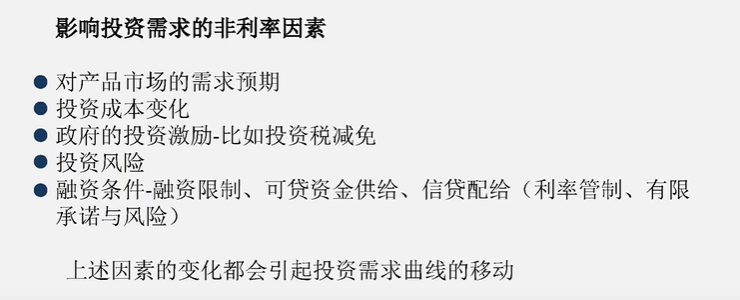 影响投资需求的非利率因素
对产品市场的需求预期
投资成本变化
政府的投资激励-比如投资税减免
投资风险
融资条件-融资限制、可贷资金供给、信贷配给（利率管制、有限
承诺与风险）
上述因素的变化都会引起投资需求曲线的移动